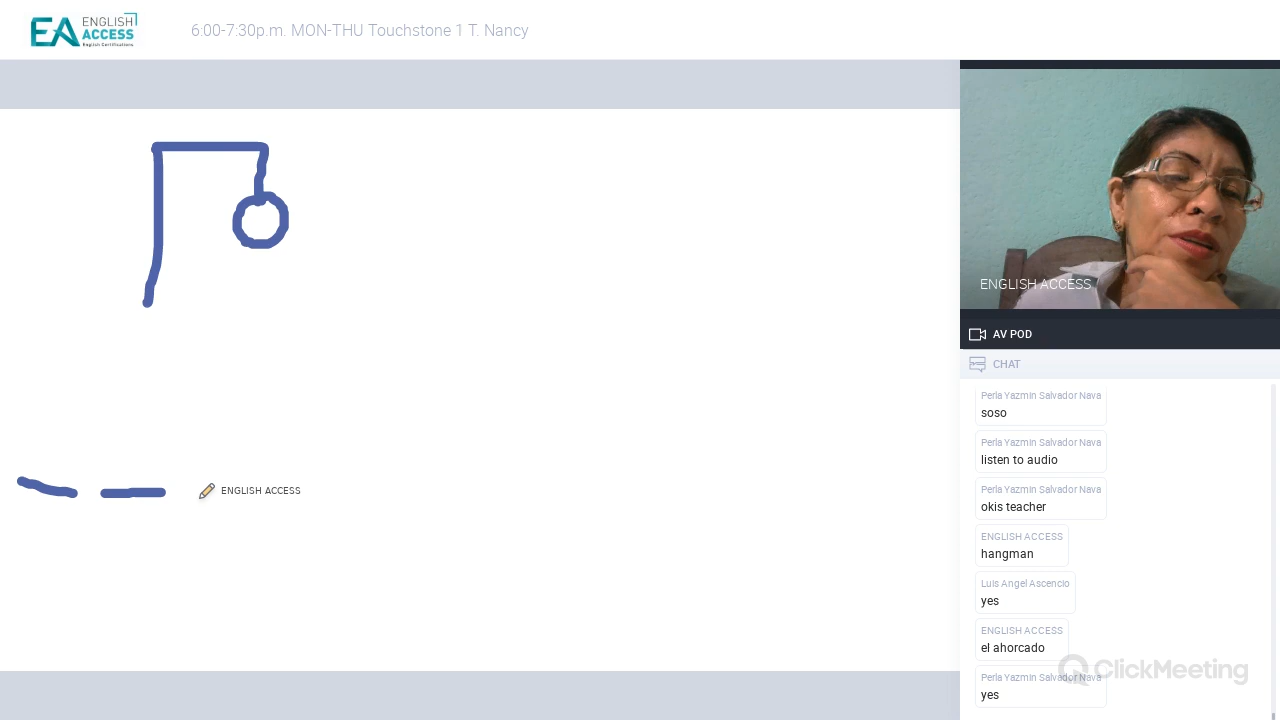 EA ENGLISH ACCESS
English Certifications
6:00-7:30p.m. MON-THU Touchstone 1 T. Nancy
ENGLISH ACCESS
AV POD
CHAT
Perla Yazmin Salvador Nava
soso
Perla Yazmin Salvador Nava
listen to audio
Perla Yazmin Salvador Nava
okis teacher
ENGLISH ACCESS
hangman
Luis Angel Ascencio
yes
ENGLISH ACCESS
el ahorcado
Perla Yazmin Salvador Nava
yes
ClickMeeting
ENGLISH ACCESS